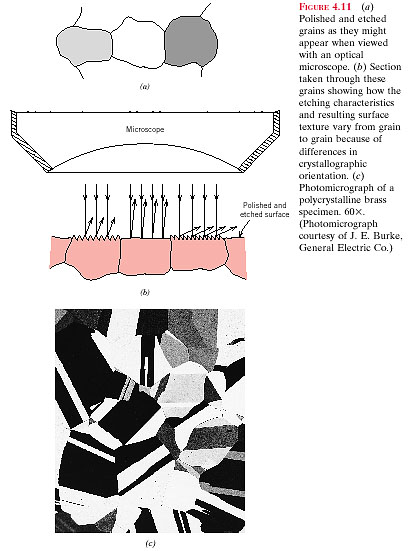 FIGURE 4.11 (a)
Polished and etched
grains as they might
appear when viewed
with an optical
microscope. (b) Section
taken through these
grains showing how the
etching characteristics
and resulting surface
texture vary from grain
to grain because of
differences in
crystallographic
orientation. (c)
Photomicrograph of a
polycrystalline brass
specimen. 60×.
(Photomicrograph
courtesy of J. E. Burke,
General Electric Co.)
(a)
Microscope
Polished and
etched surface
(b)
(c)